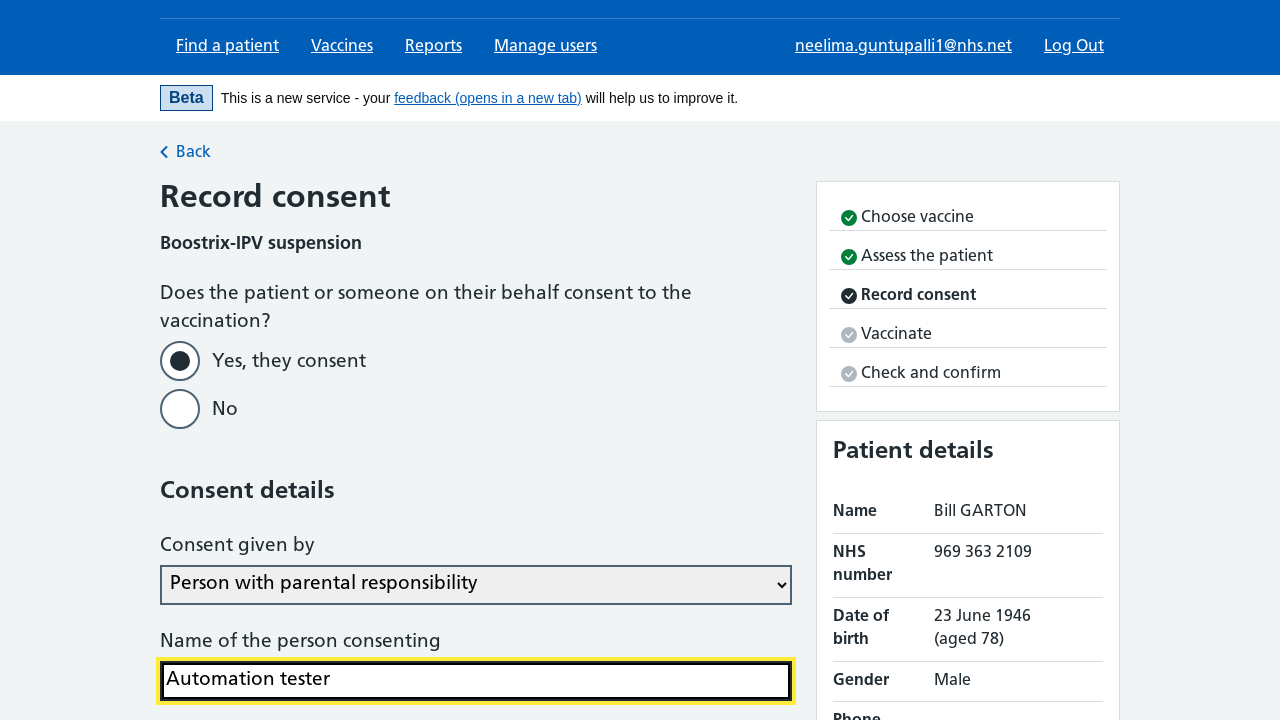 Find a patient
Vaccines
Reports
Manage users
neelima.guntupalli1@nhs.net
Log Out
Beta
This is a new service - your feedback (opens in a new tab) will help us to improve it.
Back
Record consent
Boostrix-IPV suspension
Does the patient or someone on their behalf consent to the
vaccination?
Yes, they consent
No
Consent details
Consent given by
Person with parental responsibility
Name of the person consenting
Automation tester
Choose vaccine
Assess the patient
Record consent
Vaccinate
Check and confirm
Patient details
Name
Bill GARTON
NHS
number
969 363 2109
Date of
birth
23 June 1946
(aged 78)
Gender
Male
Phone